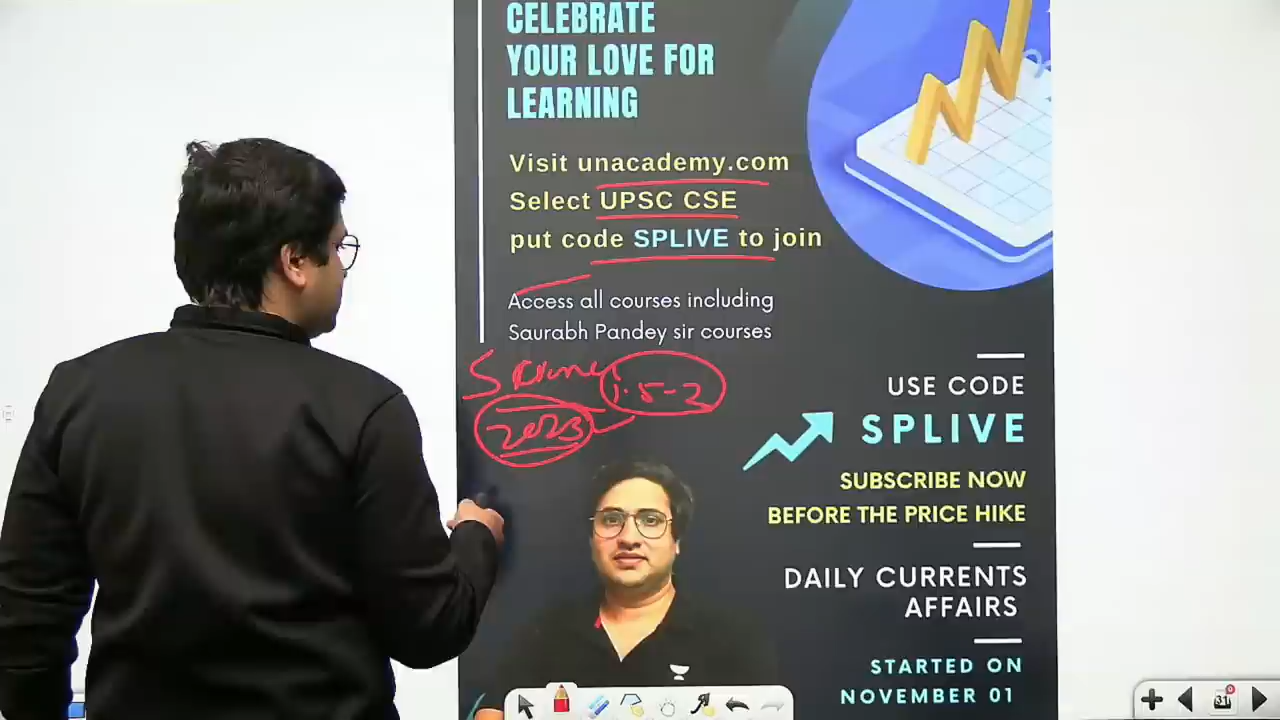 CELEBRATE
YOUR LOVE FOR
LEARNING
Visit unacademy.com
Select UPSC CSE
put code SPLIVE to join
Access all courses including
Saurabh Pandey sir courses
1.5-2
2023
USE CODE
SPLIVE
SUBSCRIBE NOW
BEFORE THE PRICE HIKE
DAILY CURRENTS
AFFAIRS
STARTED ON
NOVEMBER 01
31